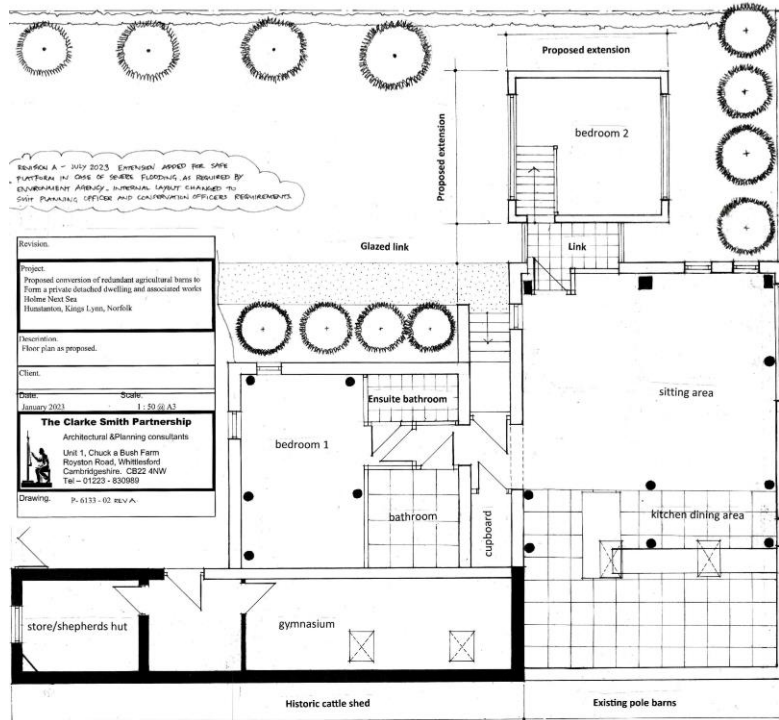 Proposed extension
bedroom 2
Proposed extension
REVISION A – JULY 2023 EXTENSION ADDED FOR SAFE
PLATFORM IN CASE OF SEVERE FLOODING, AS REQUIRED BY
ENVIRONMENT AGENCY. INTERNAL LAYOUT CHANGED TO
SUIT PLANNING OFFICER AND CONSERVATION OFFICERS REQUIREMENTS.
Glazed link
Link
Revision.
Project.
Proposed conversion of redundant agricultural barns to
Form a private detached dwelling and associated works
Holme Next Sea
Hunstanton, Kings Lynn, Norfolk
Description.
Floor plan as proposed.
Client.
Date. Scale.
January 2023 1 : 50 @ A3
The Clarke Smith Partnership
Architectural &Planning consultants
Unit 1, Chuck a Bush Farm
Royston Road, Whittlesford
Cambridgeshire. CB22 4NW
Tel – 01223 - 830989
Drawing. P- 6133 - 02 REV A
Ensuite bathroom
bedroom 1
sitting area
bathroom
cupboard
kitchen dining area
store/shepherds hut
gymnasium
Historic cattle shed
Existing pole barns